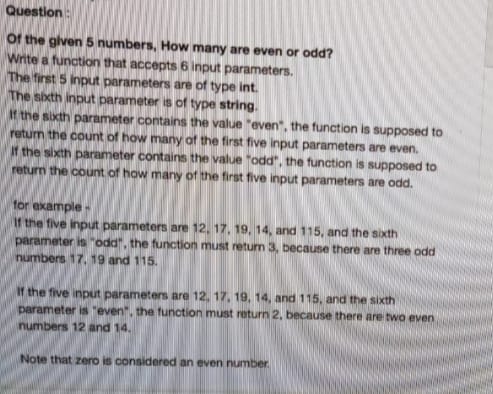 Question :
Of the given 5 numbers, How many are even or odd?
Write a function that accepts 6 input parameters.
The first 5 input parameters are of type int.
The sixth input parameter is of type string.
If the sixth parameter contains the value "even", the function is supposed to
return the count of how many of the first five input parameters are even.
If the sixth parameter contains the value "odd", the function is supposed to
return the count of how many of the first five input parameters are odd.
for example -
If the five input parameters are 12, 17, 19, 14, and 115, and the sixth
parameter is "odd", the function must return 3, because there are three odd
numbers 17, 19 and 115.
If the five input parameters are 12, 17, 19, 14, and 115, and the sixth
parameter is "even", the function must return 2, because there are two even
numbers 12 and 14.
Note that zero is considered an even number.